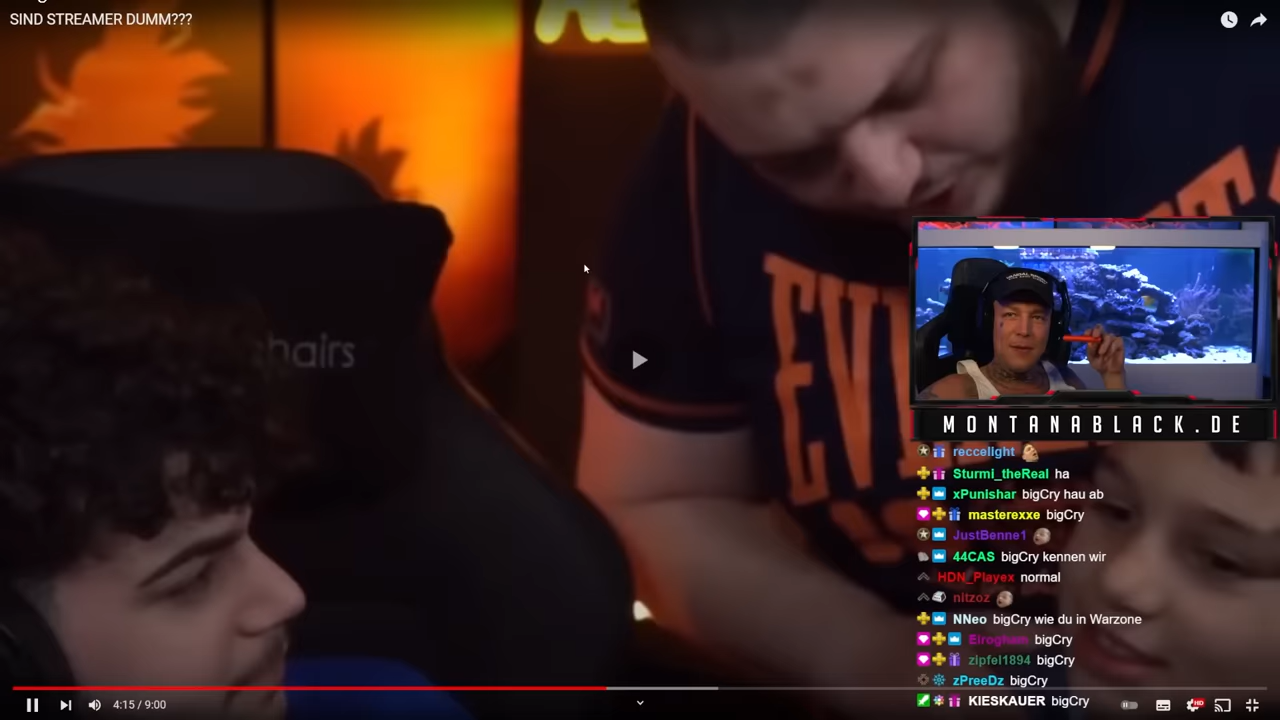 SIND STREAMER DUMM???
hairs
EVI
MONTANABLACK.DE
reccelight
Sturmi_theReal ha
xPunishar bigCry hau ab
masterexxe bigCry
JustBenne1
44CAS bigCry kennen wir
HDN_Playex normal
nitzoz
NNeo bigCry wie du in Warzone
Elrogham bigCry
zipfel1894 bigCry
zPreeDz bigCry
KIESKAUER bigCry
4:15 / 9:00
HD